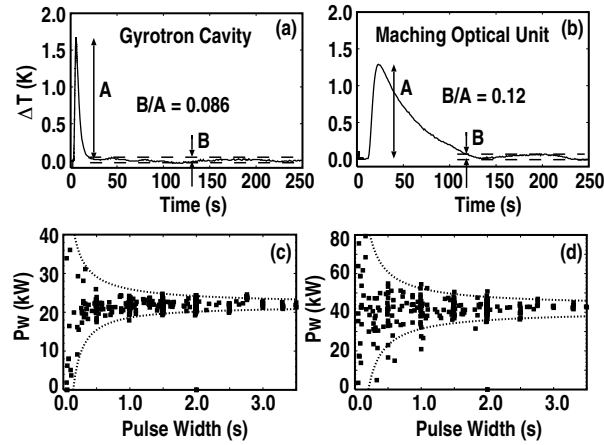 Gyrotron Cavity (a)
Maching Optical Unit (b)
ΔT (K)
2.0
1.5
1.0
0.5
0.0
A
B/A = 0.086
B
0 50 100 150 200 250
Time (s)
2.0
1.5
1.0
0.5
0.0
A
B/A = 0.12
B
0 50 100 150 200 250
Time (s)
(c)
Pw (kW)
40
30
20
10
0
0.0 1.0 2.0 3.0
Pulse Width (s)
(d)
Pw (kW)
80
60
40
20
0
0.0 1.0 2.0 3.0
Pulse Width (s)